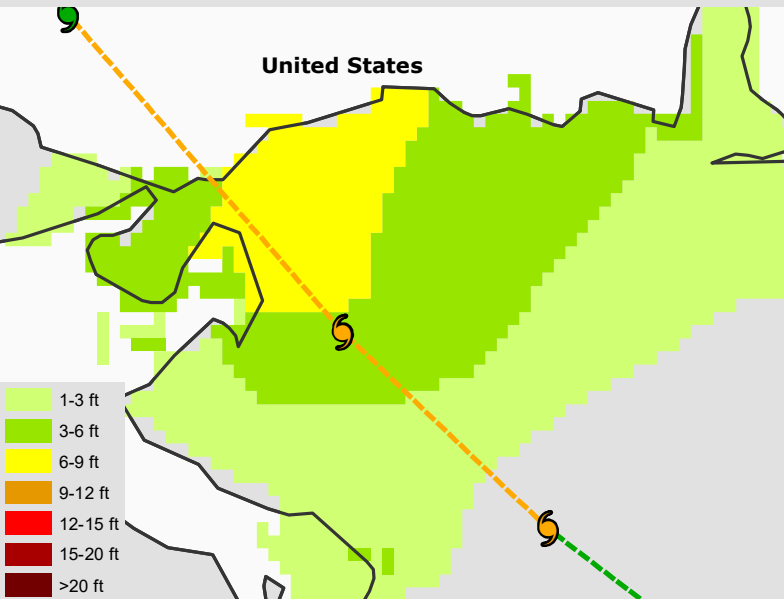 United States
1-3 ft
3-6 ft
6-9 ft
9-12 ft
12-15 ft
15-20 ft
>20 ft